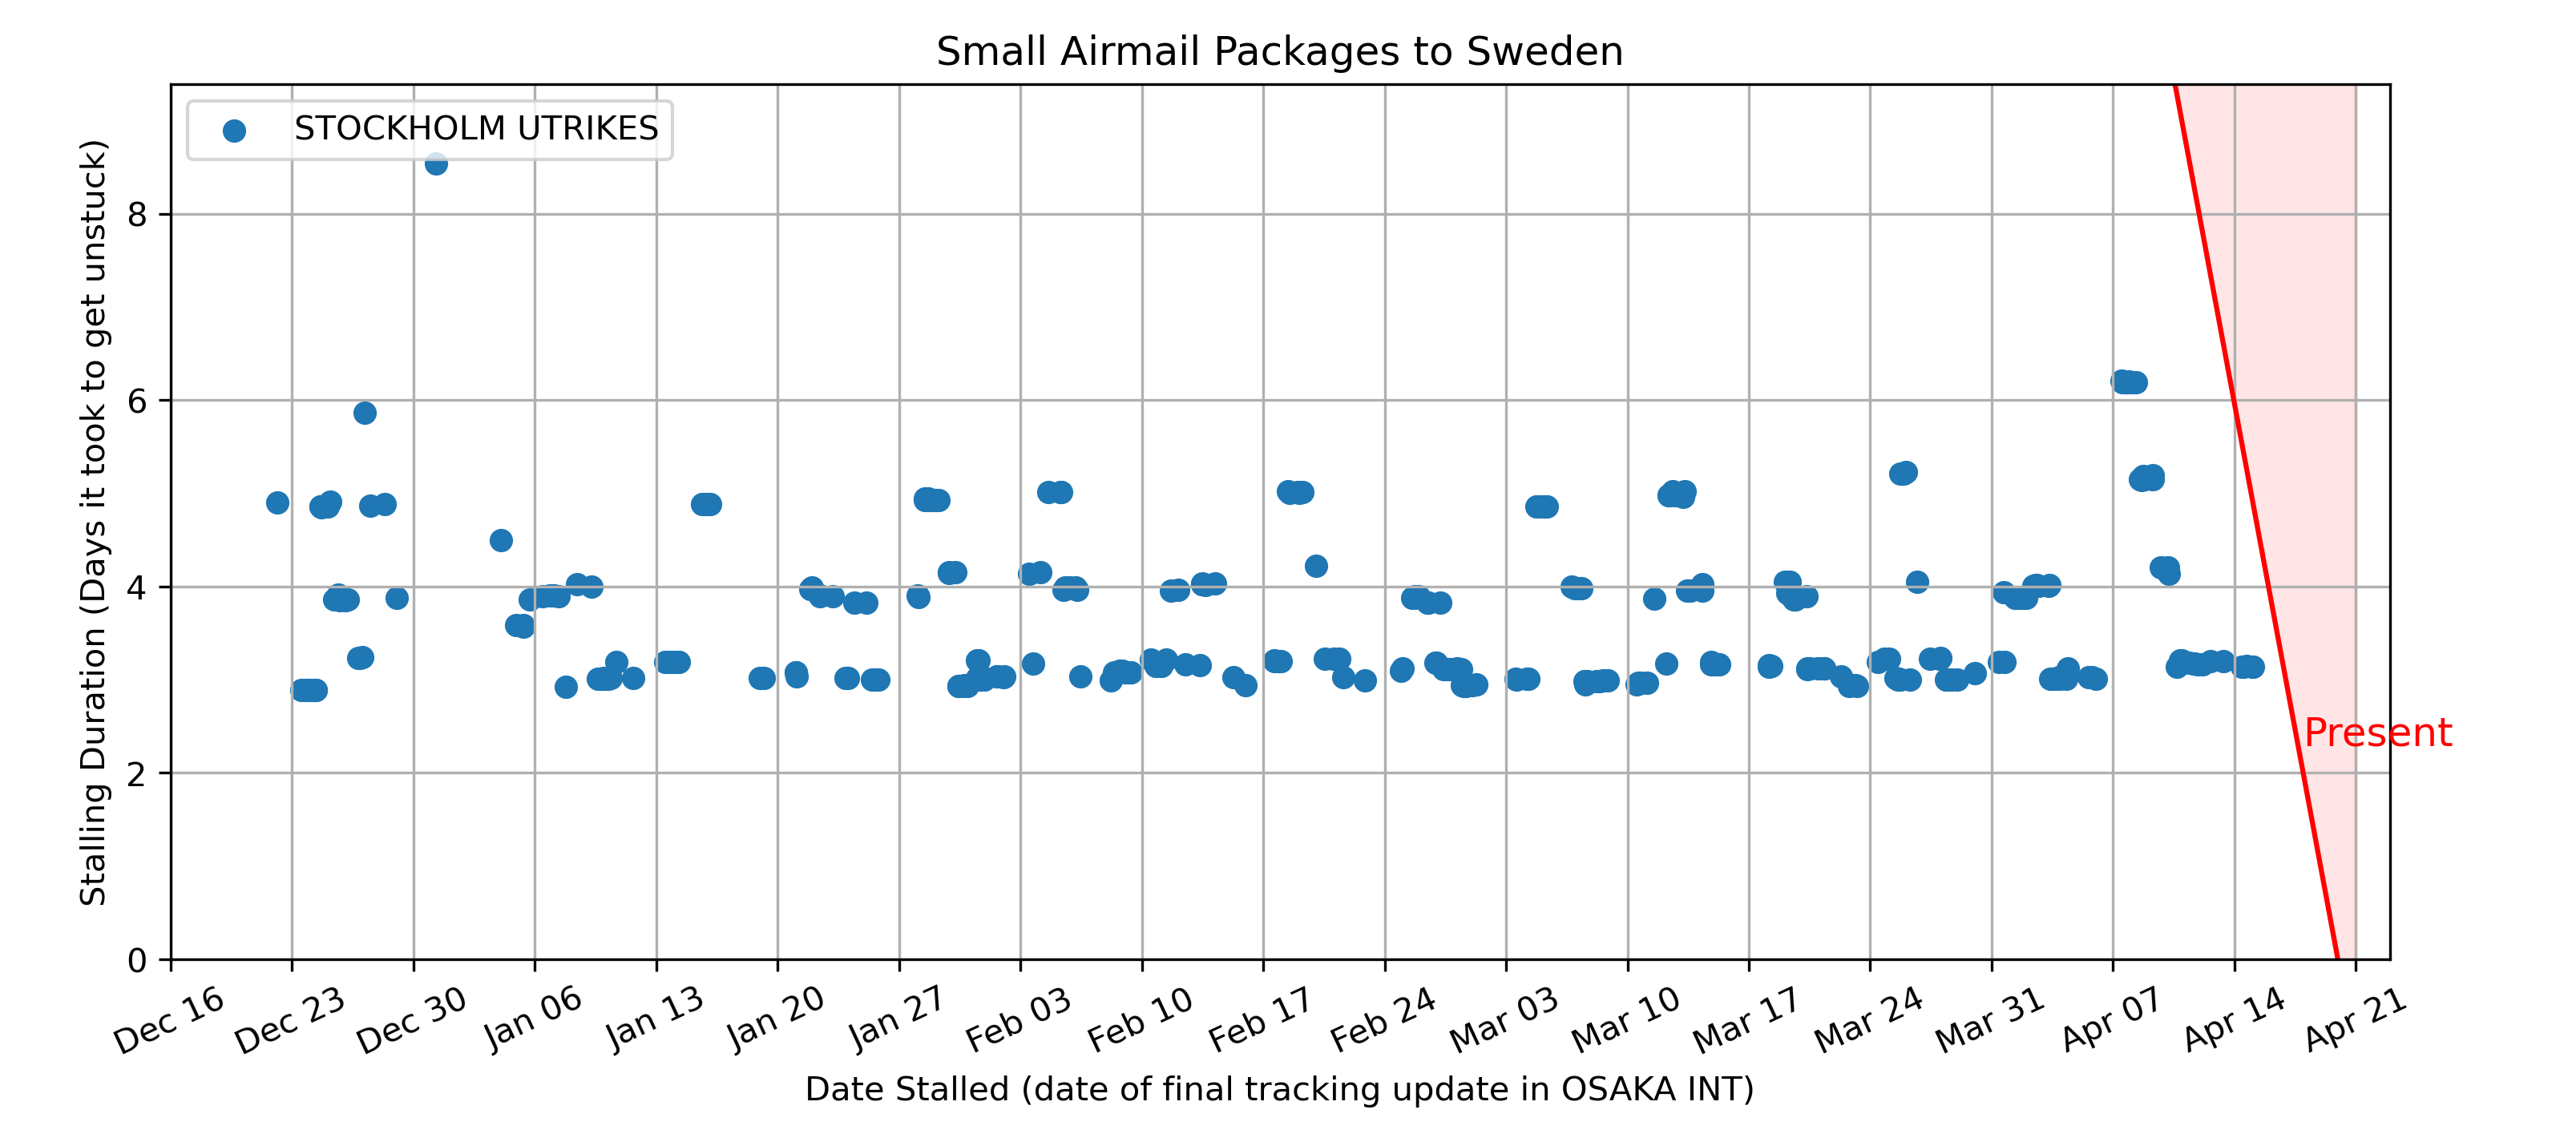 Small Airmail Packages to Sweden
STOCKHOLM UTRIKES
Stalling Duration (Days it took to get unstuck)
8
6
4
2
0
Present
Dec 16 Dec 23 Dec 30 Jan 06 Jan 13 Jan 20 Jan 27 Feb 03 Feb 10 Feb 17 Feb 24 Mar 03 Mar 10 Mar 17 Mar 24 Mar 31 Apr 07 Apr 14 Apr 21
Date Stalled (date of final tracking update in OSAKA INT)